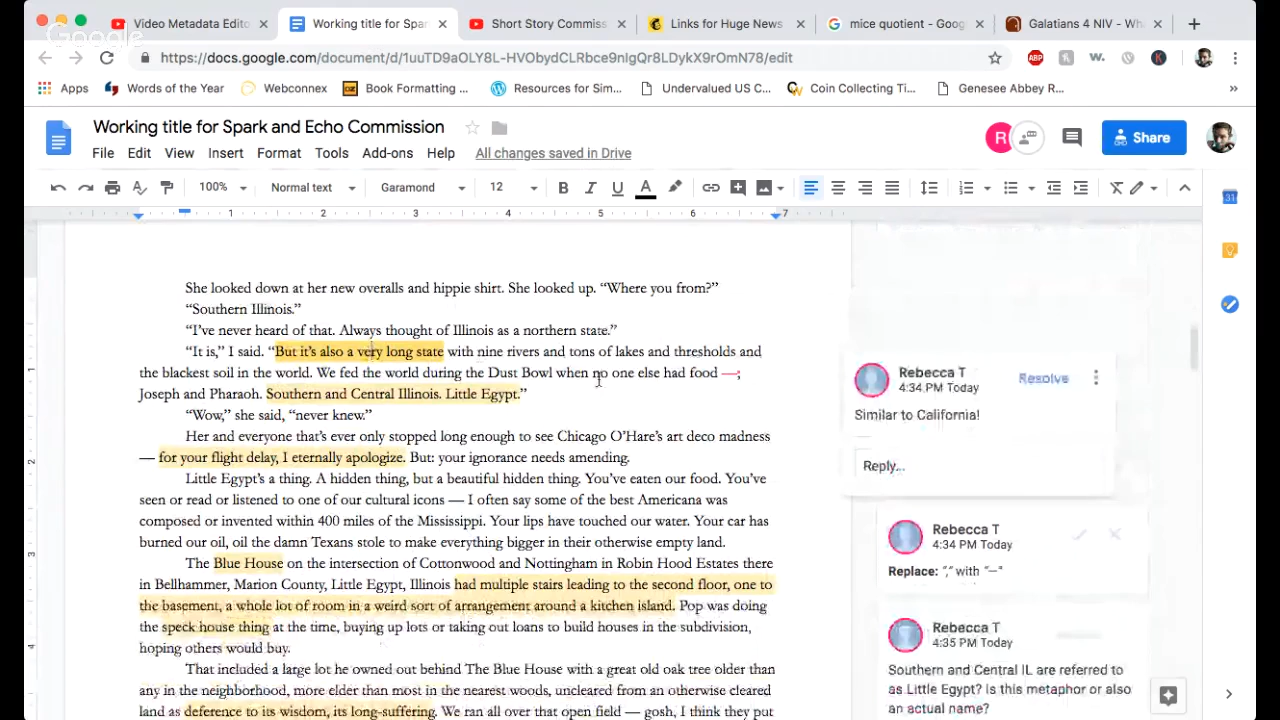 Video Metadata Edito
Working title for Spar
Short Story Commiss
Links for Huge News
mice quotient - Goog
Galatians 4 NIV - Wha
Google
https://docs.google.com/document/d/1uuTD9aOLY8L-HVObydCLRbce9nIgQr8LDykX9rOmN78/edit
ABP
w.
K
Apps
Words of the Year
Webconnex
Book Formatting ...
Resources for Sim...
Undervalued US C...
Coin Collecting Ti...
Genesee Abbey R...
»
Working title for Spark and Echo Commission
File Edit View Insert Format Tools Add-ons Help All changes saved in Drive
R
Share
100% Normal text Garamond 12 B I U A
31
1 2 3 4 5 6 7
She looked down at her new overalls and hippie shirt. She looked up. “Where you from?”
“Southern Illinois.”
“I’ve never heard of that. Always thought of Illinois as a northern state.”
“It is,” I said. “But it’s also a very long state with nine rivers and tons of lakes and thresholds and
the blackest soil in the world. We fed the world during the Dust Bowl when no one else had food —,
Joseph and Pharaoh. Southern and Central Illinois. Little Egypt.”
“Wow,” she said, “never knew.”
Her and everyone that’s ever only stopped long enough to see Chicago O’Hare’s art deco madness
— for your flight delay, I eternally apologize. But: your ignorance needs amending.
Little Egypt’s a thing. A hidden thing, but a beautiful hidden thing. You’ve eaten our food. You’ve
seen or read or listened to one of our cultural icons — I often say some of the best Americana was
composed or invented within 400 miles of the Mississippi. Your lips have touched our water. Your car has
burned our oil, oil the damn Texans stole to make everything bigger in their otherwise empty land.
The Blue House on the intersection of Cottonwood and Nottingham in Robin Hood Estates there
in Bellhammer, Marion County, Little Egypt, Illinois had multiple stairs leading to the second floor, one to
the basement, a whole lot of room in a weird sort of arrangement around a kitchen island. Pop was doing
the speck house thing at the time, buying up lots or taking out loans to build houses in the subdivision,
hoping others would buy.
That included a large lot he owned out behind The Blue House with a great old oak tree older than
any in the neighborhood, more elder than most in the nearest woods, uncleared from an otherwise cleared
land as deference to its wisdom, its long-suffering. We ran all over that open field — gosh, I think they put
1
2
3
4
Rebecca T
4:34 PM Today
Resolve
Similar to California!
Reply...
Rebecca T
4:34 PM Today
Replace: “,” with “—”
Rebecca T
4:35 PM Today
Southern and Central IL are referred to
as Little Egypt? Is this metaphor or also
an actual name?